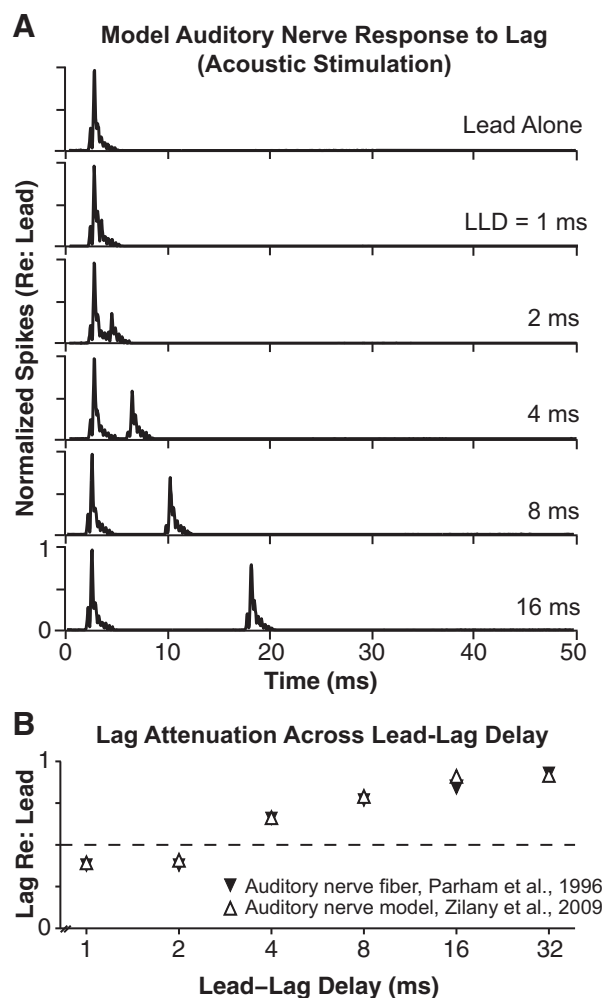 A
Model Auditory Nerve Response to Lag
(Acoustic Stimulation)
Normalized Spikes (Re: Lead)
Lead Alone
LLD = 1 ms
2 ms
4 ms
8 ms
16 ms
1
0
0 10 20 30 40 50
Time (ms)
B
Lag Attenuation Across Lead-Lag Delay
Lag Re: Lead
1
0
Auditory nerve fiber, Parham et al., 1996
Auditory nerve model, Zilany et al., 2009
1 2 4 8 16 32
Lead–Lag Delay (ms)